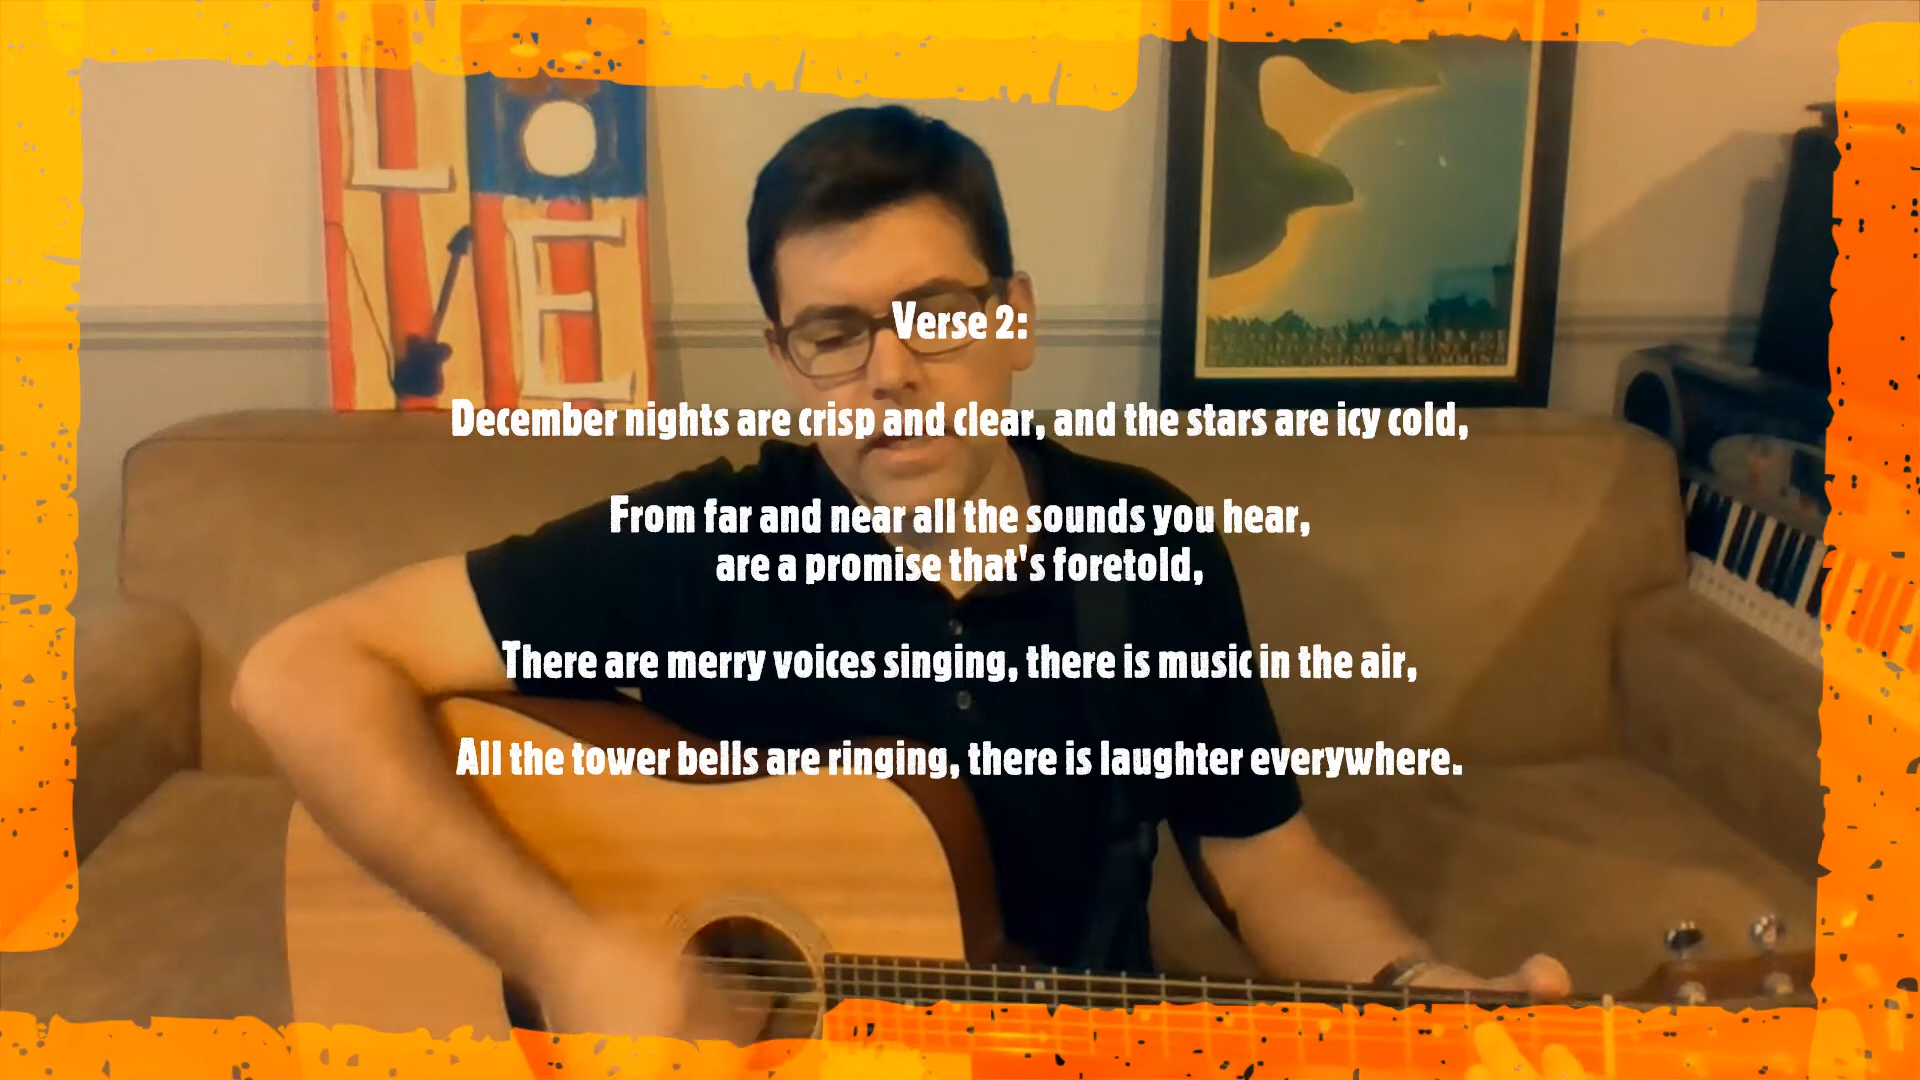 LO
VE
Verse 2:
December nights are crisp and clear, and the stars are icy cold,
From far and near all the sounds you hear,
are a promise that's foretold,
There are merry voices singing, there is music in the air,
All the tower bells are ringing, there is laughter everywhere.